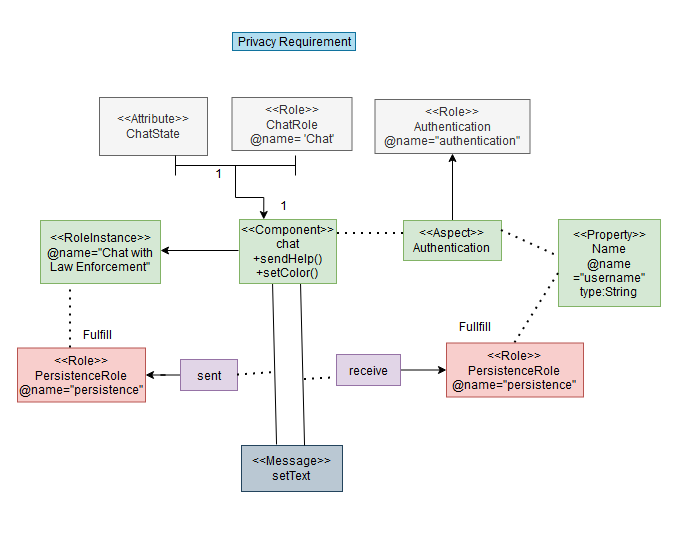 Privacy Requirement
<<Attribute>>
ChatState
<<Role>>
ChatRole
@name= 'Chat'
<<Role>>
Authentication
@name="authentication"
1
1
<<RoleInstance>>
@name="Chat with
Law Enforcement"
<<Component>>
chat
+sendHelp()
+setColor()
<<Aspect>>
Authentication
<<Property>>
Name
@name
="username"
type:String
Fulfill
Fullfill
<<Role>>
PersistenceRole
@name="persistence"
sent
receive
<<Role>>
PersistenceRole
@name="persistence"
<<Message>>
setText